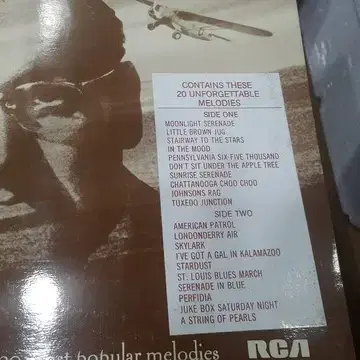 CONTAINS THESE
20 UNFORGETTABLE
MELODIES
SIDE ONE
MOONLIGHT SERENADE
LITTLE BROWN JUG
STAIRWAY TO THE STARS
IN THE MOOD
PENNSYLVANIA SIX-FIVE THOUSAND
DON'T SIT UNDER THE APPLE TREE
SUNRISE SERENADE
CHATTANOOGA CHOO CHOO
JOHNSONS RAG
TUXEDO JUNCTION
SIDE TWO
AMERICAN PATROL
LONDONDERRY AIR
SKYLARK
I'VE GOT A GAL IN KALAMAZOO
STARDUST
ST. LOUIS BLUES MARCH
SERENADE IN BLUE
PERFIDIA
JUKE BOX SATURDAY NIGHT
A STRING OF PEARLS
popular melodies
RCA